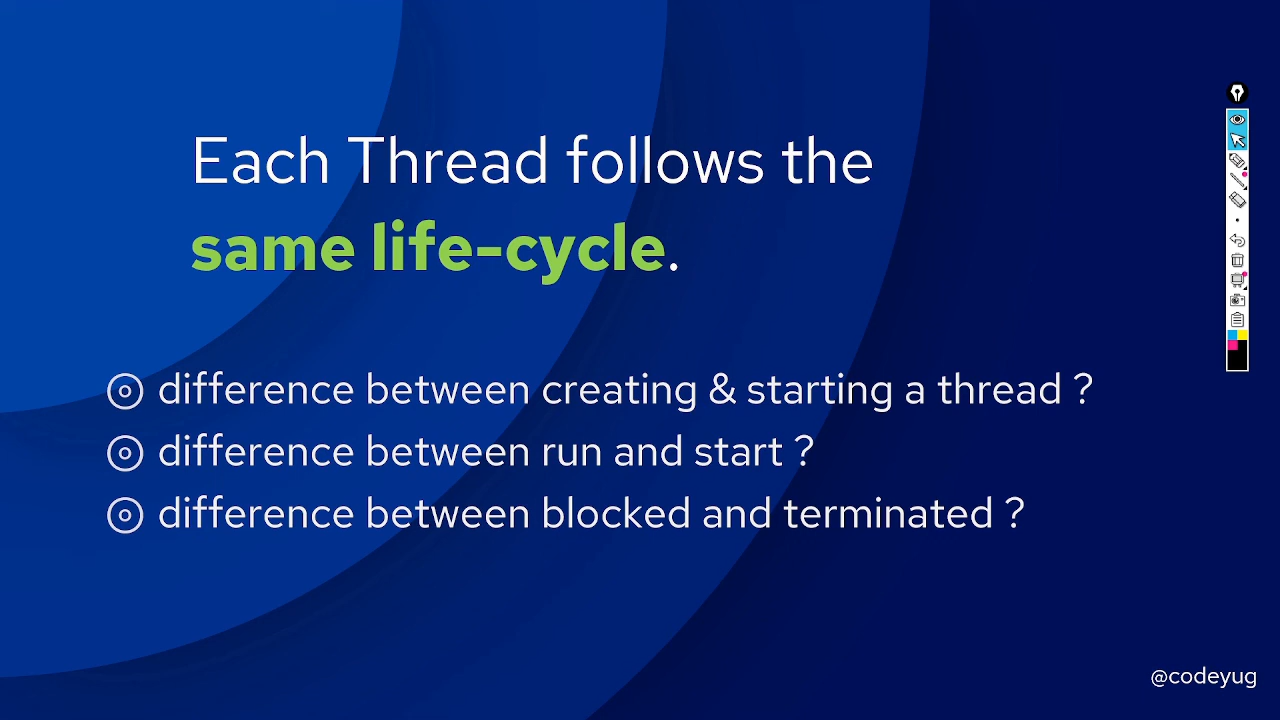 Each Thread follows the
same life-cycle.
difference between creating & starting a thread ?
difference between run and start ?
difference between blocked and terminated ?
@codeyug